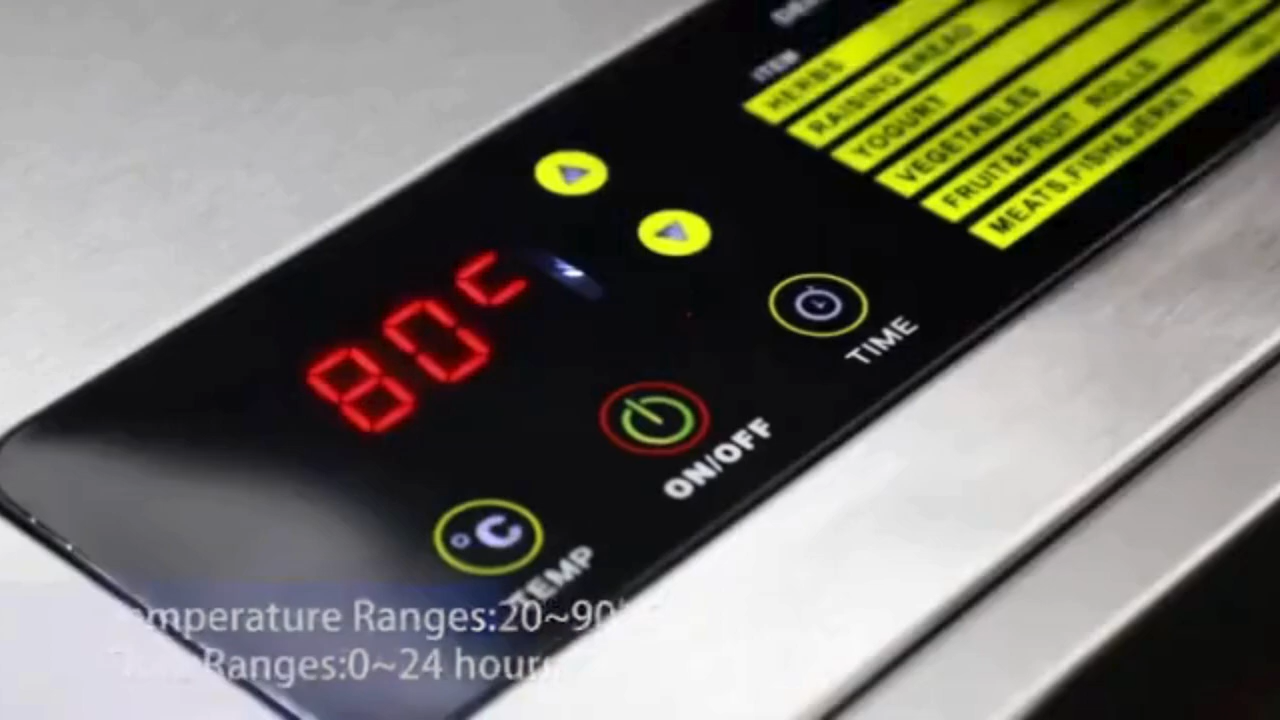 ITEM
HERBS
RAISING BREAD
YOGURT
VEGETABLES
FRUIT&FRUIT ROLLS
MEATS,FISH&JERKY
80c
TIME
ON/OFF
°C
TEMP
Temperature Ranges:20~90
Ranges:0~24 hours